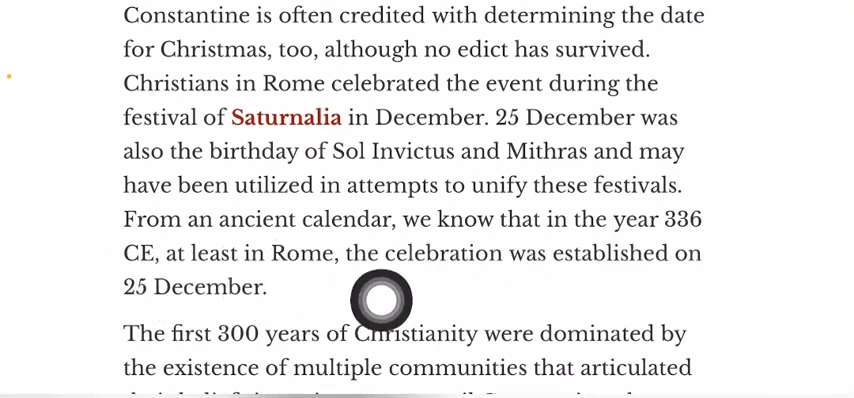 Constantine is often credited with determining the date
for Christmas, too, although no edict has survived.
Christians in Rome celebrated the event during the
festival of Saturnalia in December. 25 December was
also the birthday of Sol Invictus and Mithras and may
have been utilized in attempts to unify these festivals.
From an ancient calendar, we know that in the year 336
CE, at least in Rome, the celebration was established on
25 December.
The first 300 years of Christianity were dominated by
the existence of multiple communities that articulated